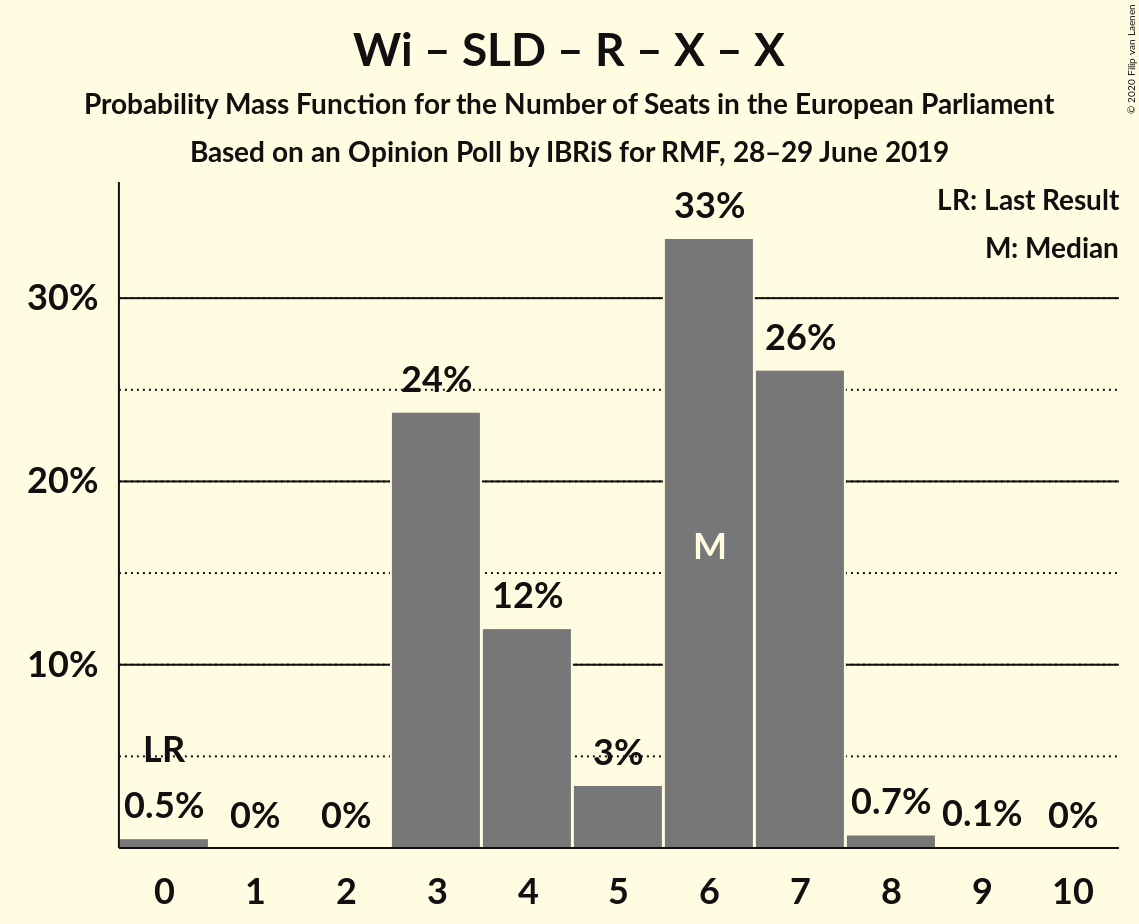 Wi – SLD – R – X – X
Probability Mass Function for the Number of Seats in the European Parliament
Based on an Opinion Poll by IBRiS for RMF, 28–29 June 2019
© 2020 Filip van Laenen
LR: Last Result
M: Median
33%
30%
26%
24%
20%
M
12%
10%
LR
3%
0.5%
0%
0%
0.7%
0.1%
0%
0 1 2 3 4 5 6 7 8 9 10